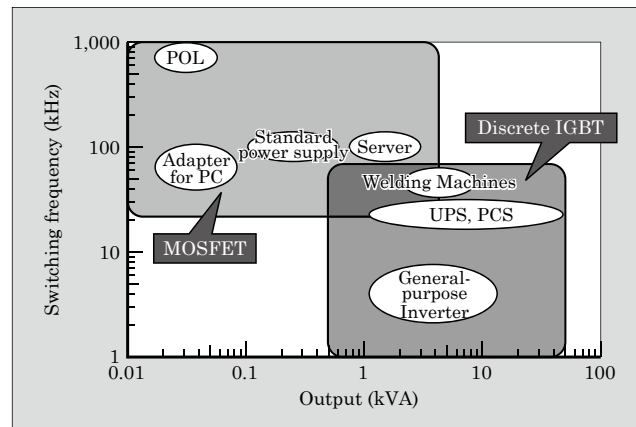 1,000
100
10
1
Switching frequency (kHz)
POL
Adapter
for PC
Standard
power supply
Server
Discrete IGBT
Welding Machines
UPS, PCS
MOSFET
General-
purpose
Inverter
0.01
0.1
1
10
100
Output (kVA)